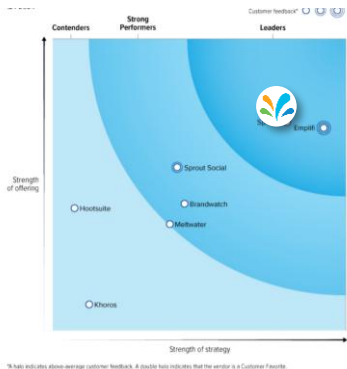 Customer feedback*
Contenders
Strong
Performers
Leaders
Emplifi
Sprout Social
Strength
of offering
Brandwatch
Hootsuite
Meltwater
Khoros
Strength of strategy
*A halo indicates above-average customer feedback. A double halo indicates that the vendor is a Customer Favorite.